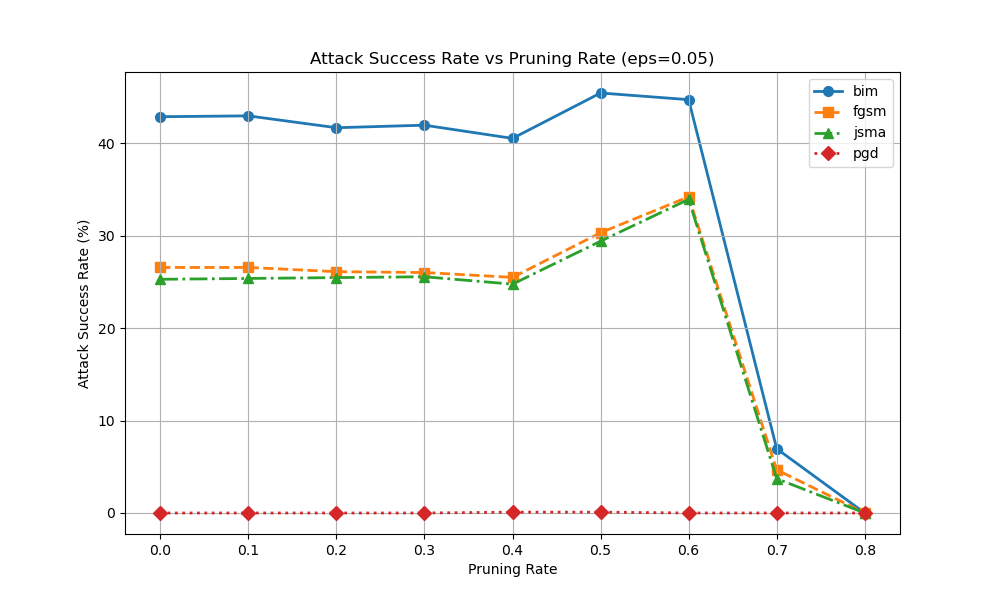 Attack Success Rate vs Pruning Rate (eps=0.05)
bim
fgsm
jsma
pgd
Attack Success Rate (%)
40
30
20
10
0
0.0 0.1 0.2 0.3 0.4 0.5 0.6 0.7 0.8
Pruning Rate